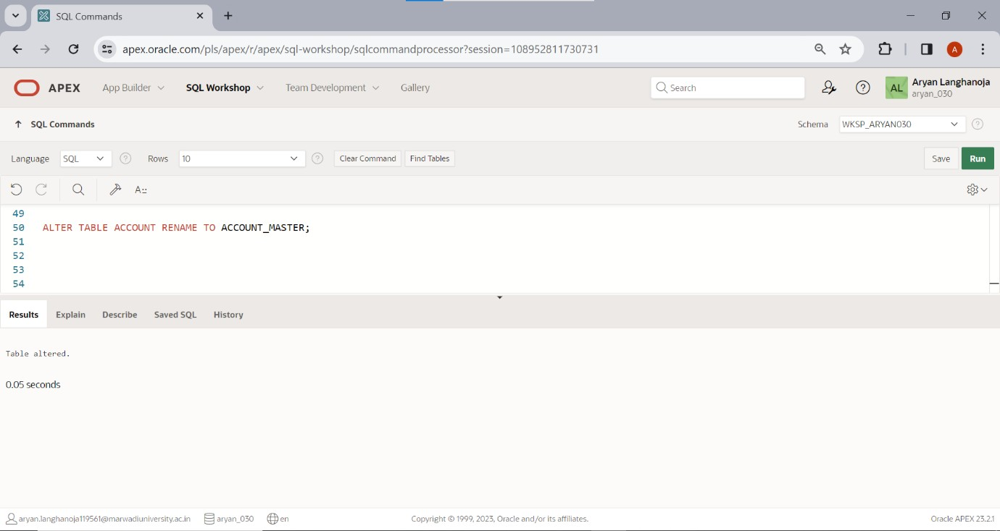 SQL Commands
apex.oracle.com/pls/apex/r/apex/sql-workshop/sqlcommandprocessor?session=108952811730731
A
APEX App Builder SQL Workshop Team Development Gallery Search AL Aryan Langhanoja
aryan_030
SQL Commands Schema WKSP_ARYAN030
Language SQL Rows 10 Clear Command Find Tables Save Run
A::
49
50 ALTER TABLE ACCOUNT RENAME TO ACCOUNT_MASTER;
51
52
53
54
Results Explain Describe Saved SQL History
Table altered.
0.05 seconds
aryan.langhanoja119561@marwadiuniversity.ac.in aryan_030 en Copyright © 1999, 2023, Oracle and/or its affiliates. Oracle APEX 23.2.1